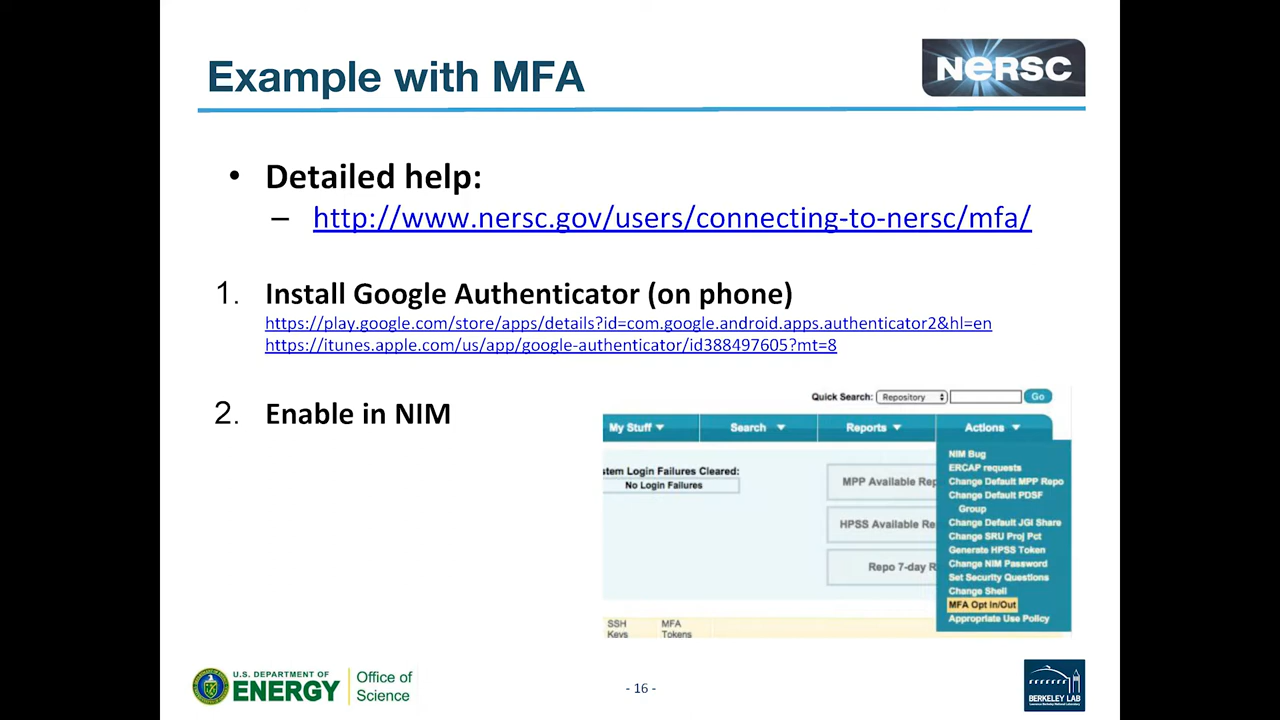 Example with MFA
NERSC
• Detailed help:
– http://www.nersc.gov/users/connecting-to-nersc/mfa/
1. Install Google Authenticator (on phone)
https://play.google.com/store/apps/details?id=com.google.android.apps.authenticator2&hl=en
https://itunes.apple.com/us/app/google-authenticator/id388497605?mt=8
2. Enable in NIM
Quick Search: Repository Go
My Stuff Search Reports Actions
NIM Bug
ERCAP requests
Change Default MPP Repo
Change Default PDSF
Group
Change Default JGI Share
Change SRU Proj Pct
Generate HPSS Token
Change NIM Password
Set Security Questions
Change Shell
MFA Opt In/Out
Appropriate Use Policy
stem Login Failures Cleared:
No Login Failures
MPP Available Rep
HPSS Available Re
Repo 7-day R
SSH
Keys
MFA
Tokens
U.S. DEPARTMENT OF
ENERGY
Office of
Science
- 16 -
BERKELEY LAB